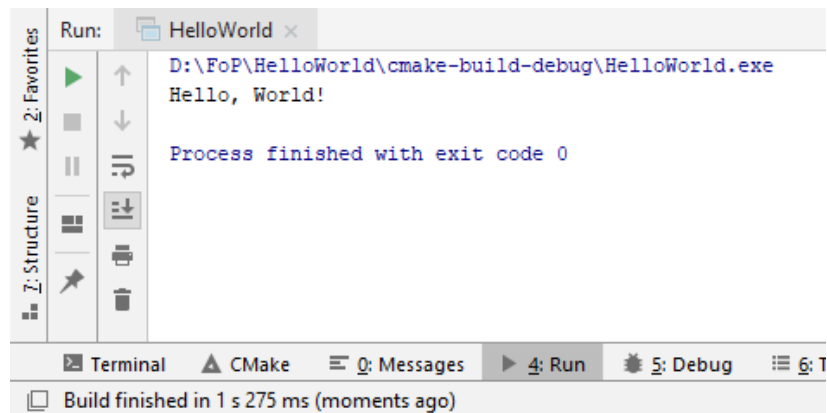 Run: HelloWorld
D:\FoP\HelloWorld\cmake-build-debug\HelloWorld.exe
Hello, World!
Process finished with exit code 0
2: Favorites
7: Structure
Terminal CMake 0: Messages 4: Run 5: Debug 6: T
Build finished in 1 s 275 ms (moments ago)